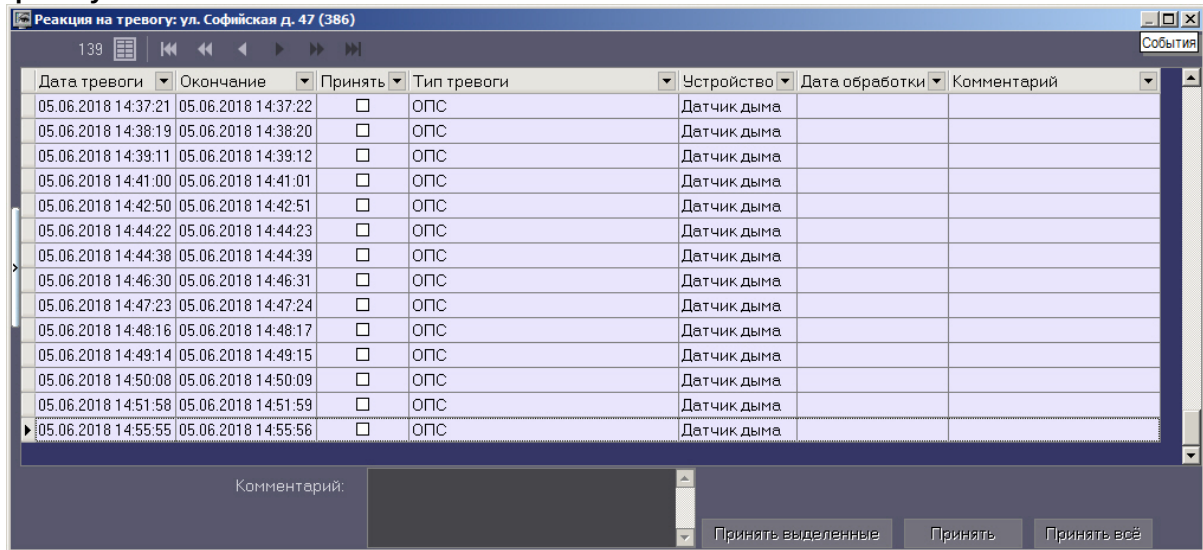 Реакция на тревогу: ул. Софийская д. 47 (386)
События
139
Дата тревоги Окончание Принять Тип тревоги Устройство Дата обработки Комментарий
05.06.2018 14:37:21 05.06.2018 14:37:22 ОПС Датчик дыма
05.06.2018 14:38:19 05.06.2018 14:38:20 ОПС Датчик дыма
05.06.2018 14:39:11 05.06.2018 14:39:12 ОПС Датчик дыма
05.06.2018 14:41:00 05.06.2018 14:41:01 ОПС Датчик дыма
05.06.2018 14:42:50 05.06.2018 14:42:51 ОПС Датчик дыма
05.06.2018 14:44:22 05.06.2018 14:44:23 ОПС Датчик дыма
05.06.2018 14:44:38 05.06.2018 14:44:39 ОПС Датчик дыма
05.06.2018 14:46:30 05.06.2018 14:46:31 ОПС Датчик дыма
05.06.2018 14:47:23 05.06.2018 14:47:24 ОПС Датчик дыма
05.06.2018 14:48:16 05.06.2018 14:48:17 ОПС Датчик дыма
05.06.2018 14:49:14 05.06.2018 14:49:15 ОПС Датчик дыма
05.06.2018 14:50:08 05.06.2018 14:50:09 ОПС Датчик дыма
05.06.2018 14:51:58 05.06.2018 14:51:59 ОПС Датчик дыма
05.06.2018 14:55:55 05.06.2018 14:55:56 ОПС Датчик дыма
Комментарий:
Принять выделенные Принять Принять всё